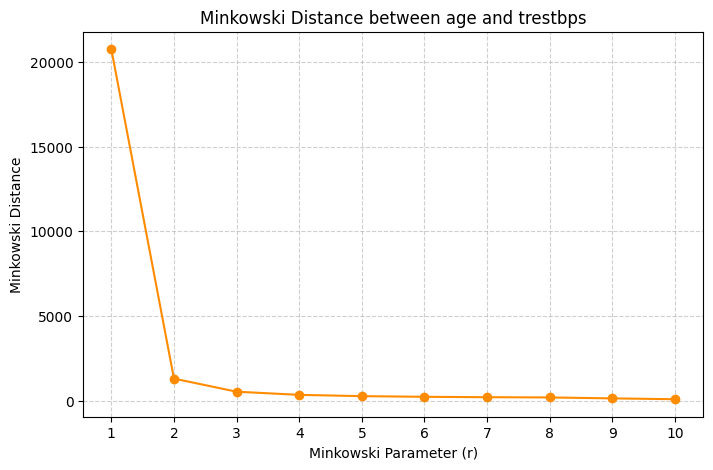 Minkowski Distance between age and trestbps
Minkowski Distance
20000
15000
10000
5000
0
1 2 3 4 5 6 7 8 9 10
Minkowski Parameter (r)